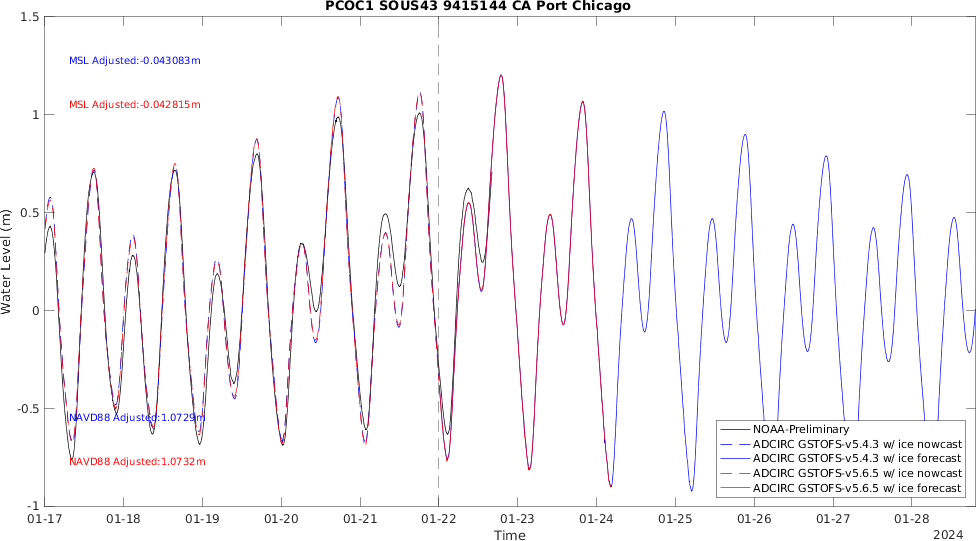 PCOC1 SOUS43 9415144 CA Port Chicago
1.5
1
0.5
0
-0.5
-1
Water Level (m)
MSL Adjusted:-0.043083m
MSL Adjusted:-0.042815m
NAVD88 Adjusted:1.0729m
NAVD88 Adjusted:1.0732m
NOAA-Preliminary
ADCIRC GSTOFS-v5.4.3 w/ ice nowcast
ADCIRC GSTOFS-v5.4.3 w/ ice forecast
ADCIRC GSTOFS-v5.6.5 w/ ice nowcast
ADCIRC GSTOFS-v5.6.5 w/ ice forecast
01-17 01-18 01-19 01-20 01-21 01-22 01-23 01-24 01-25 01-26 01-27 01-28
Time
2024